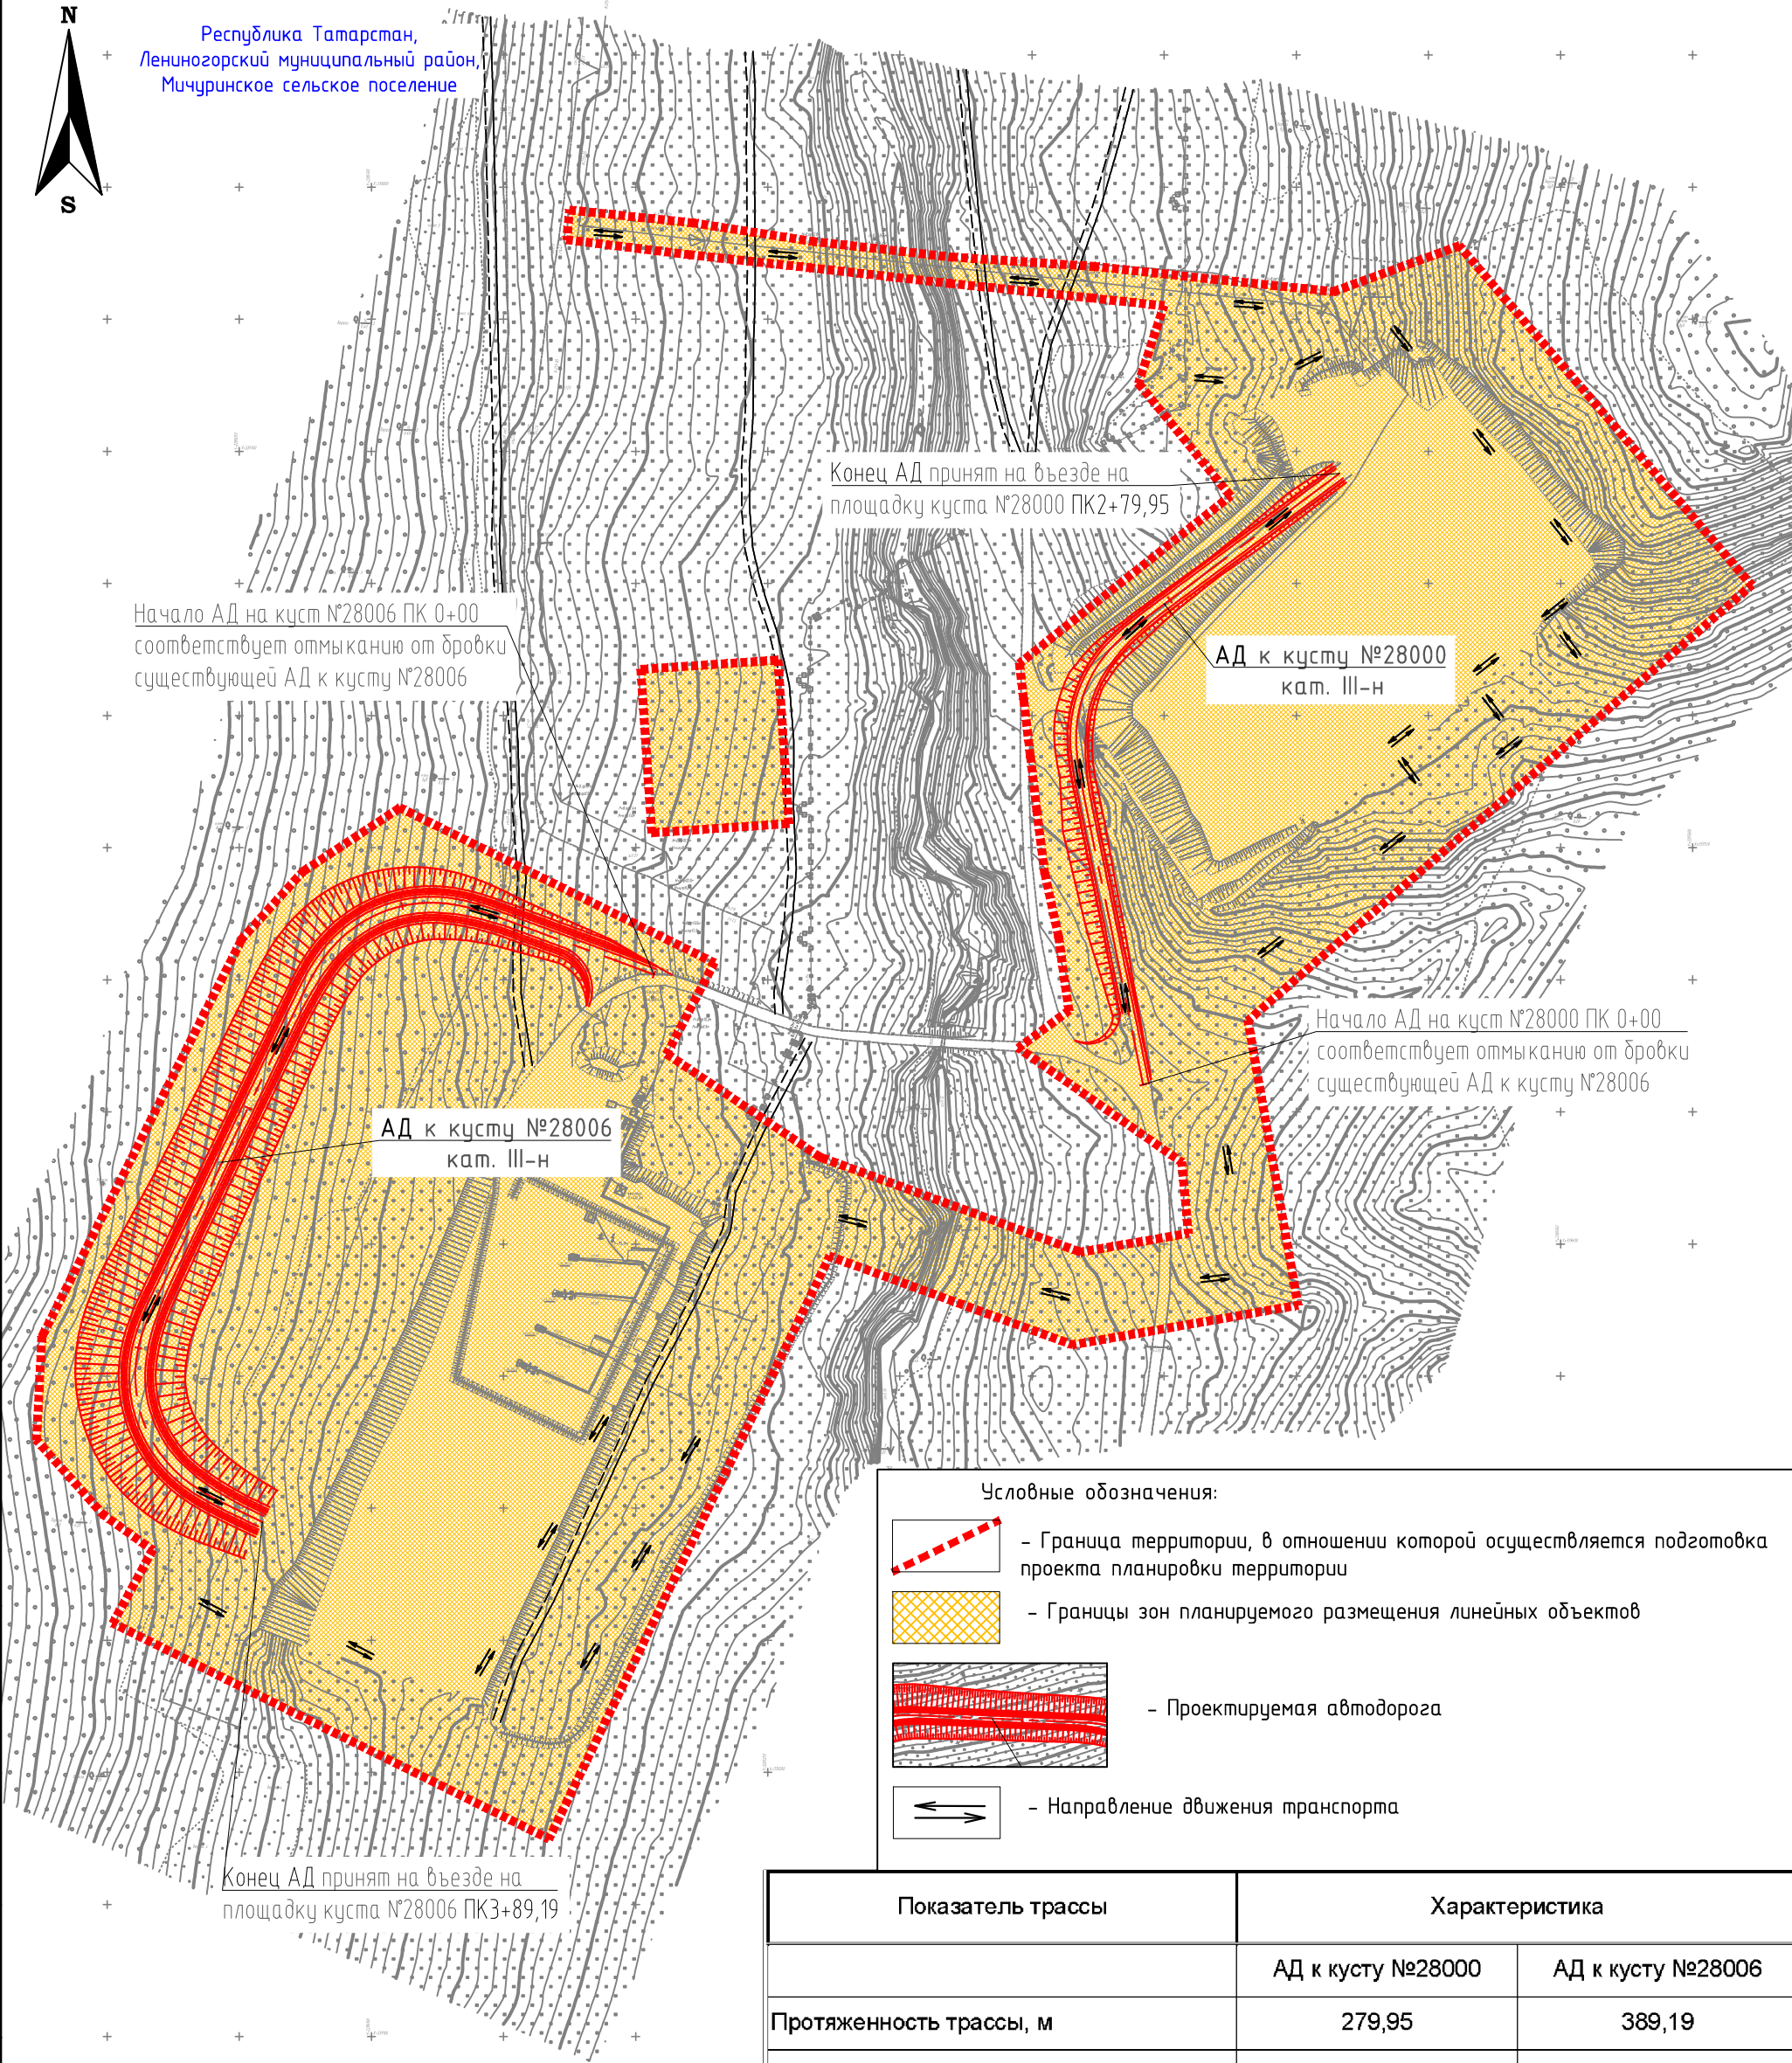 N
S
Республика Татарстан,
Лениногорский муниципальный район,
Мичуринское сельское поселение
Конец АД принят на въезде на
площадку куста №28000 ПК2+79,95
Начало АД на куст №28006 ПК 0+00
соответствует отмыканию от бровки
существующей АД к кусту №28006
АД к кусту №28000
кат. III-н
Начало АД на куст №28000 ПК 0+00
соответствует отмыканию от бровки
существующей АД к кусту №28006
АД к кусту №28006
кат. III-н
Конец АД принят на въезде на
площадку куста №28006 ПК3+89,19
Условные обозначения:
- Граница территории, в отношении которой осуществляется подготовка
проекта планировки территории
- Границы зон планируемого размещения линейных объектов
- Проектируемая автодорога
- Направление движения транспорта
Показатель трассы Характеристика
АД к кусту №28000 АД к кусту №28006
Протяженность трассы, м 279,95 389,19